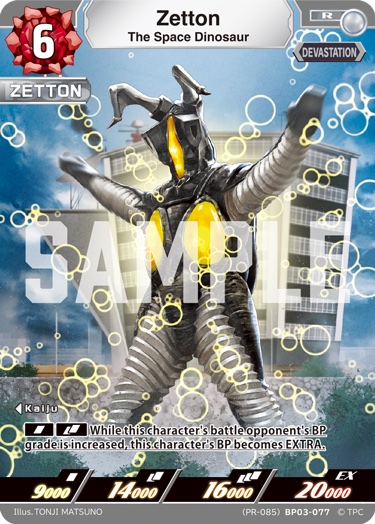 6
Zetton
The Space Dinosaur
R
DEVASTATION
ZETTON
SAMPLE
Kaiju
While this character's battle opponent's BP
grade is increased, this character's BP becomes EXTRA.
9000
14000
16000
EX
20000
Illus. TONJI MATSUNO
(PR-085) BP03-077 © TPC